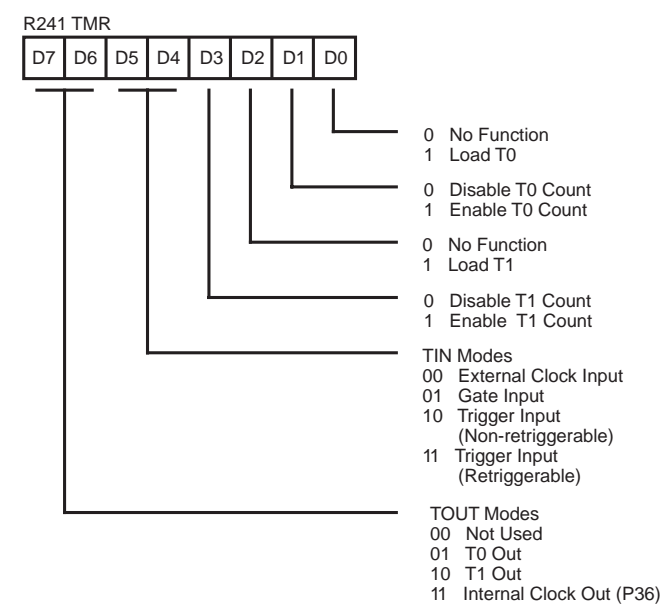 R241 TMR
D7 D6 D5 D4 D3 D2 D1 D0
0 No Function
1 Load T0
0 Disable T0 Count
1 Enable T0 Count
0 No Function
1 Load T1
0 Disable T1 Count
1 Enable T1 Count
TIN Modes
00 External Clock Input
01 Gate Input
10 Trigger Input
(Non-retriggerable)
11 Trigger Input
(Retriggerable)
TOUT Modes
00 Not Used
01 T0 Out
10 T1 Out
11 Internal Clock Out (P36)